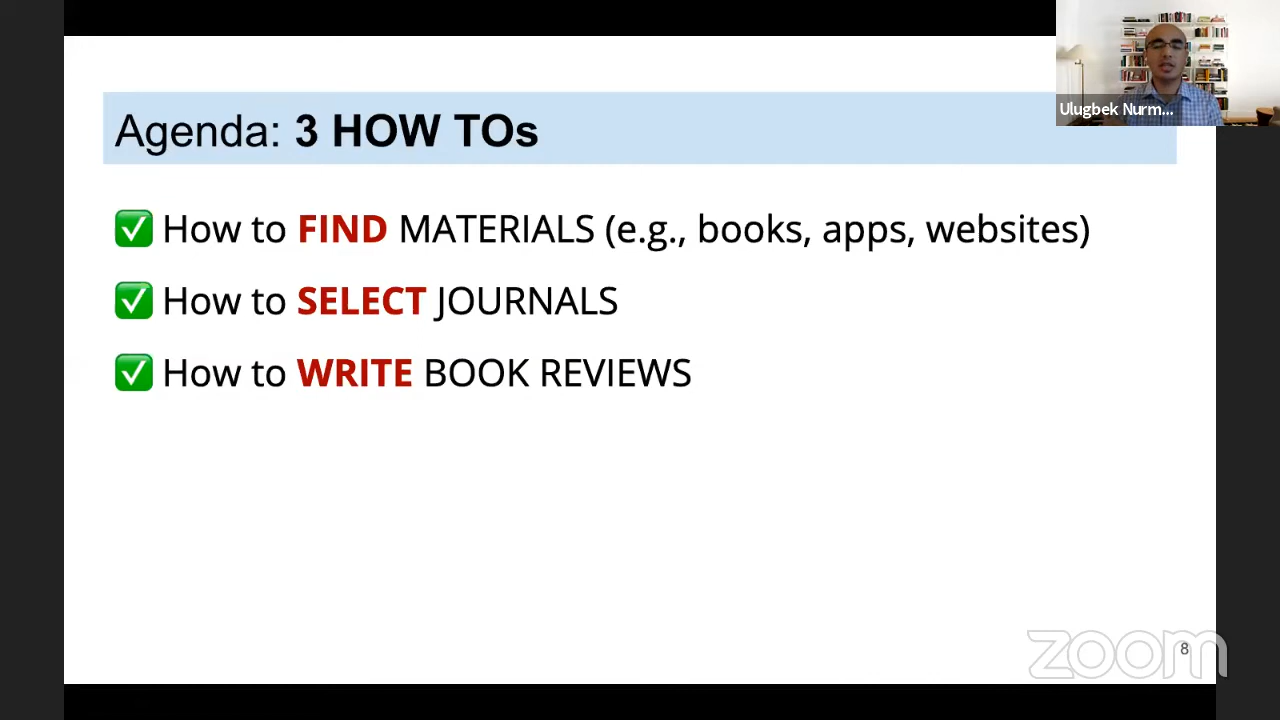 Agenda: 3 HOW TOs
Ulugbek Nurm...
✅ How to FIND MATERIALS (e.g., books, apps, websites)
✅ How to SELECT JOURNALS
✅ How to WRITE BOOK REVIEWS
zoom
8